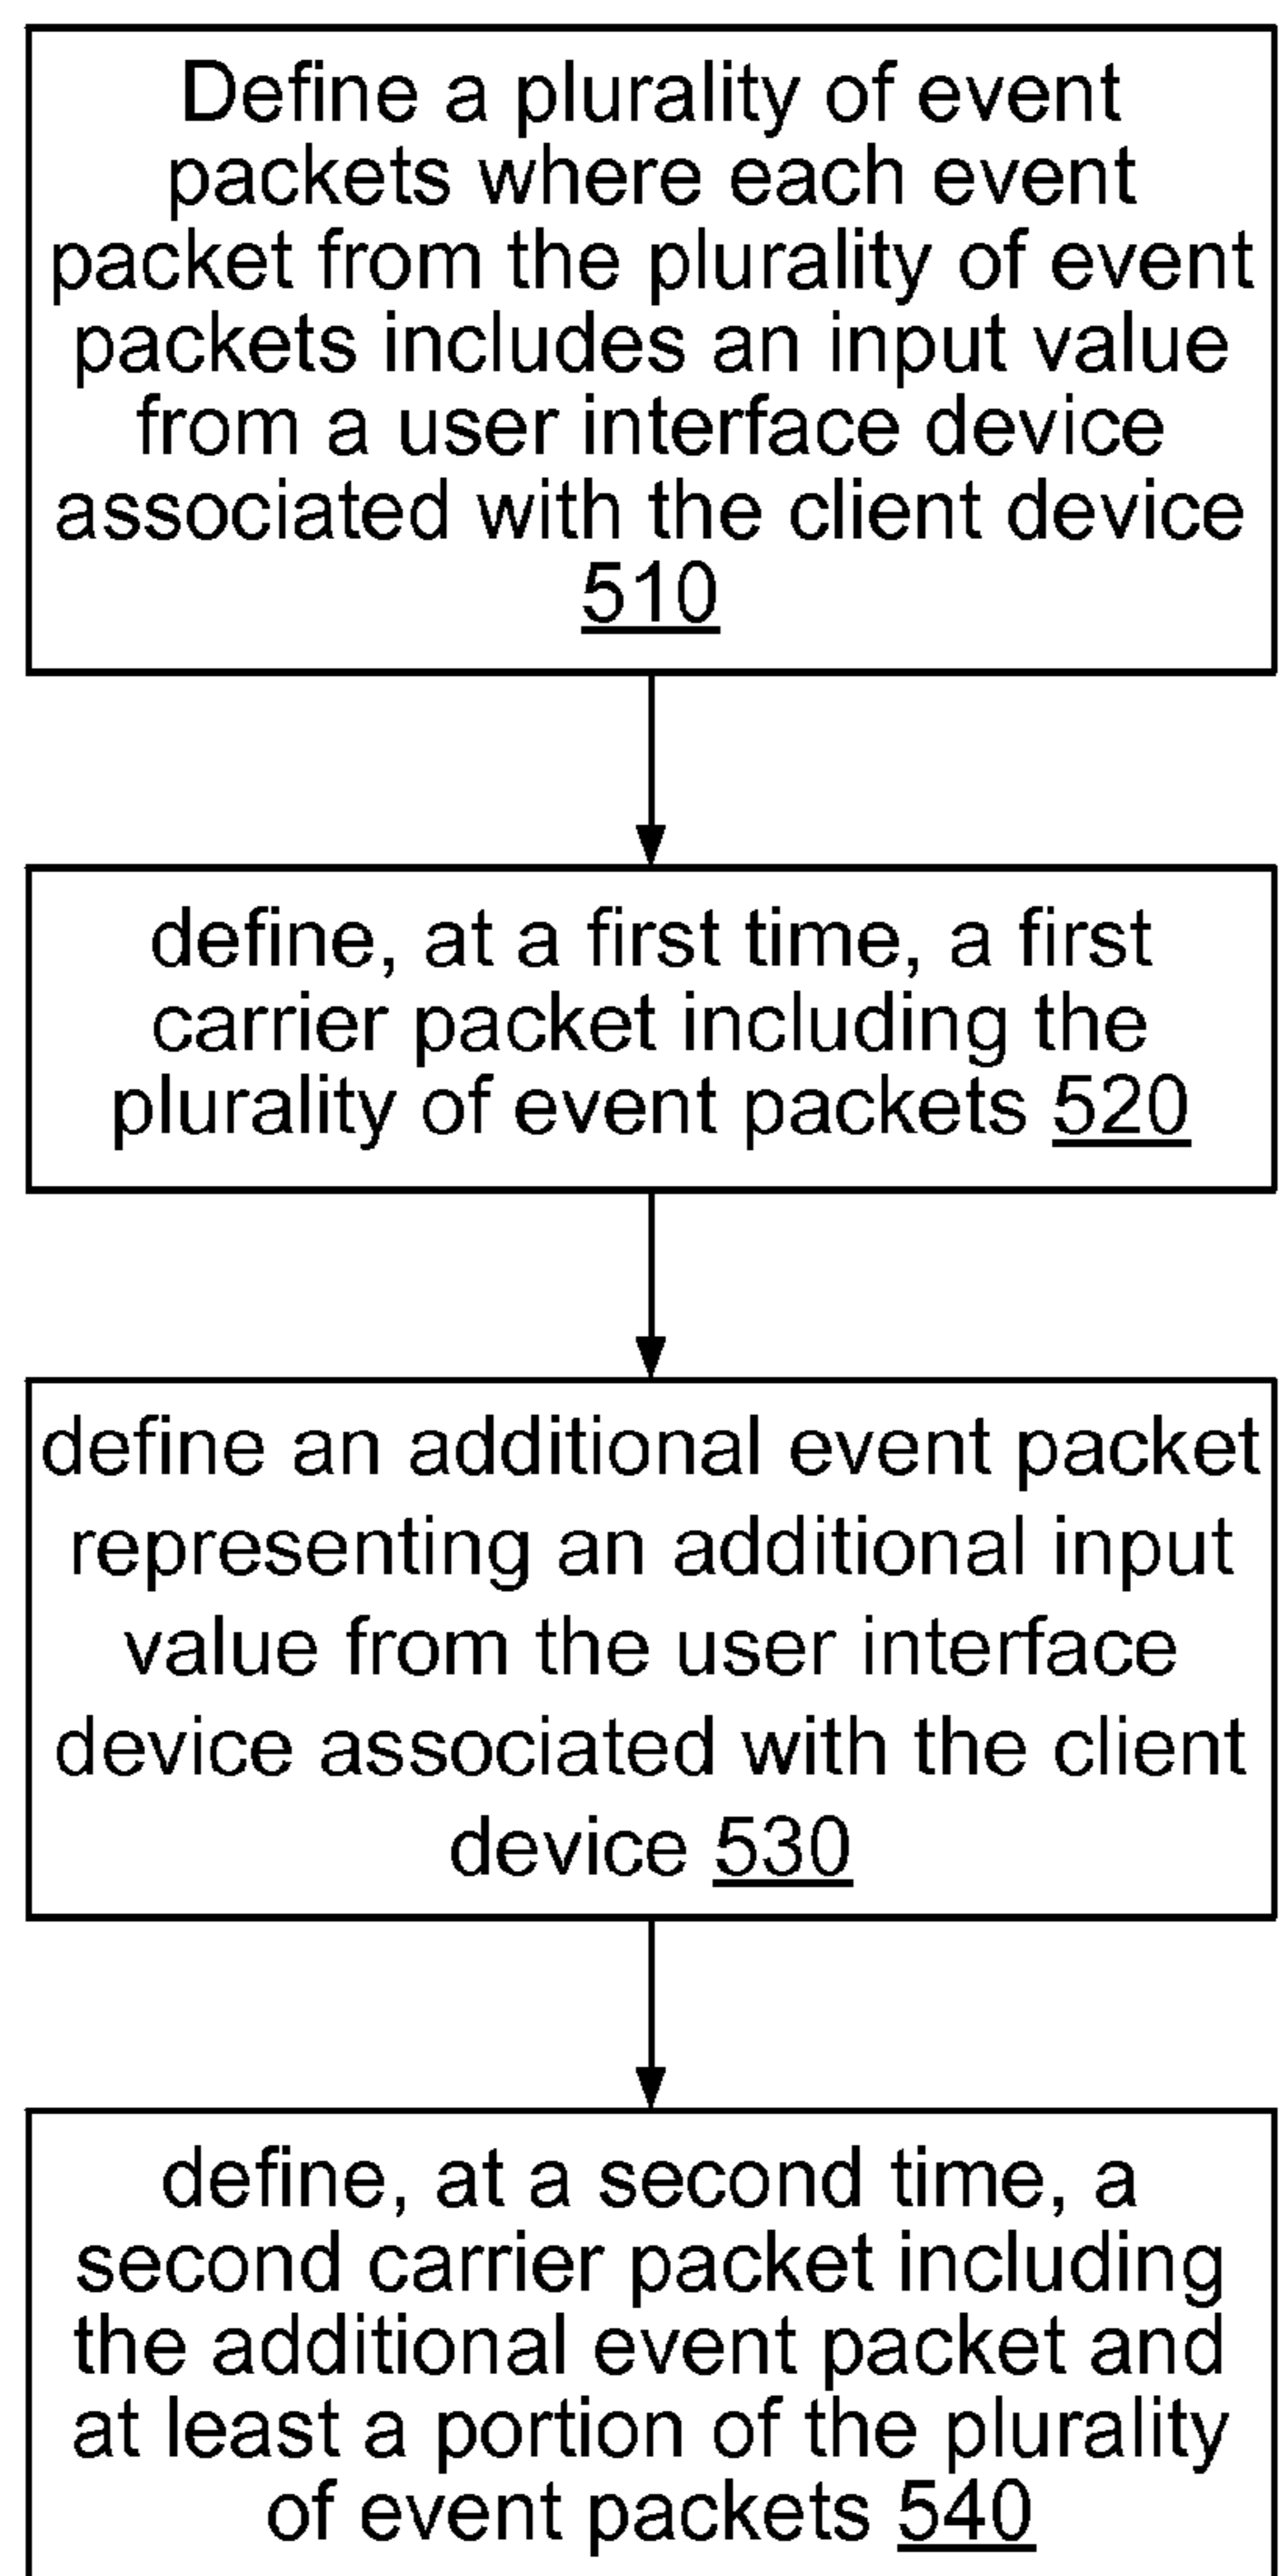 Define a plurality of event
packets where each event
packet from the plurality of event
packets includes an input value
from a user interface device
associated with the client device
510
define, at a first time, a first
carrier packet including the
plurality of event packets 520
define an additional event packet
representing an additional input
value from the user interface
device associated with the client
device 530
define, at a second time, a
second carrier packet including
the additional event packet and
at least a portion of the plurality
of event packets 540